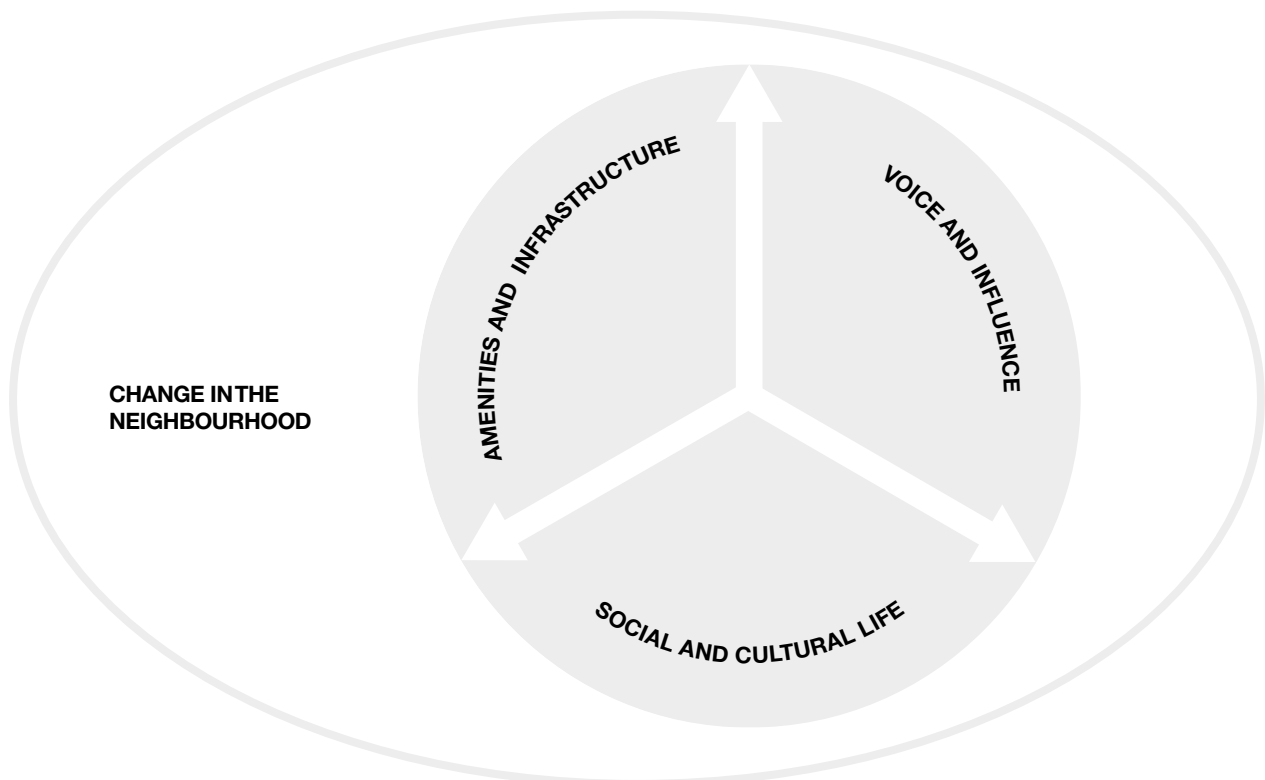 AMENITIES AND INFRASTRUCTURE
VOICE AND INFLUENCE
CHANGE IN THE
NEIGHBOURHOOD
SOCIAL AND CULTURAL LIFE